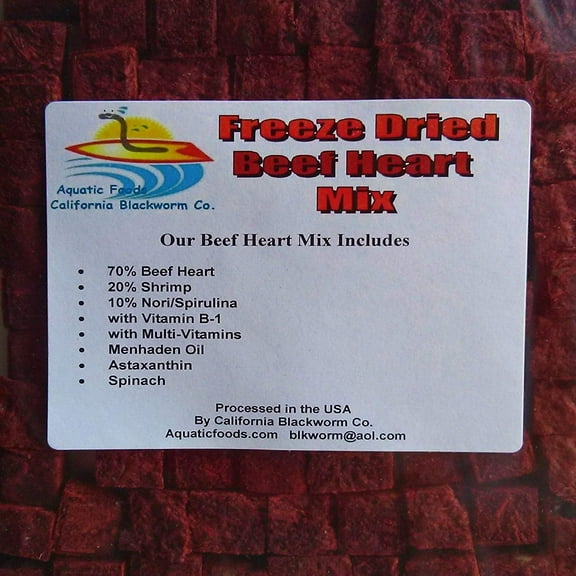 Aquatic Foods
California Blackworm Co.
Freeze Dried
Beef Heart
Mix
Our Beef Heart Mix Includes
• 70% Beef Heart
• 20% Shrimp
• 10% Nori/Spirulina
• with Vitamin B-1
• with Multi-Vitamins
• Menhaden Oil
• Astaxanthin
• Spinach
Processed in the USA
By California Blackworm Co.
Aquaticfoods.com blkworm@aol.com